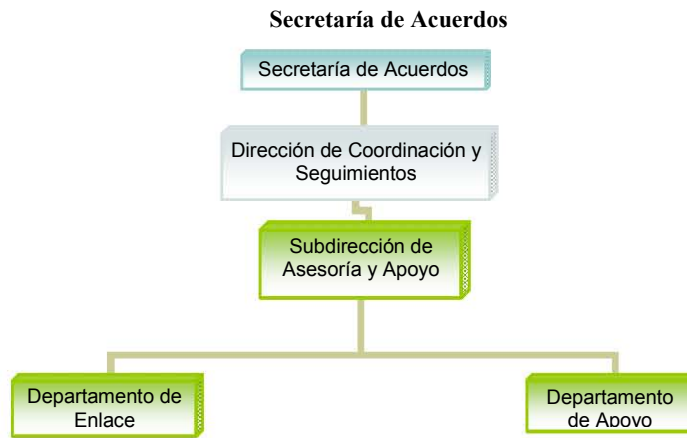 Secretaría de Acuerdos
Secretaría de Acuerdos
Dirección de Coordinación y
Seguimientos
Subdirección de
Asesoría y Apoyo
Departamento de
Enlace
Departamento
de Apoyo